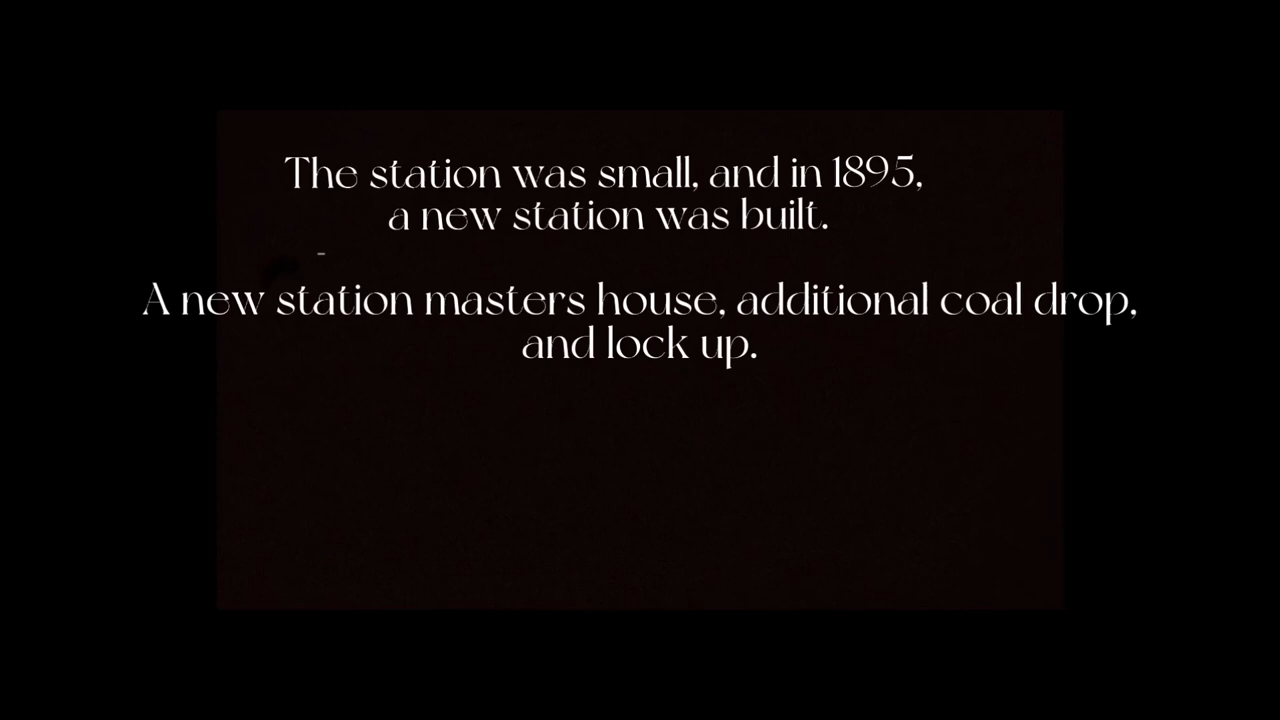 The station was small, and in 1895,
a new station was built.
A new station masters house, additional coal drop,
and lock up.